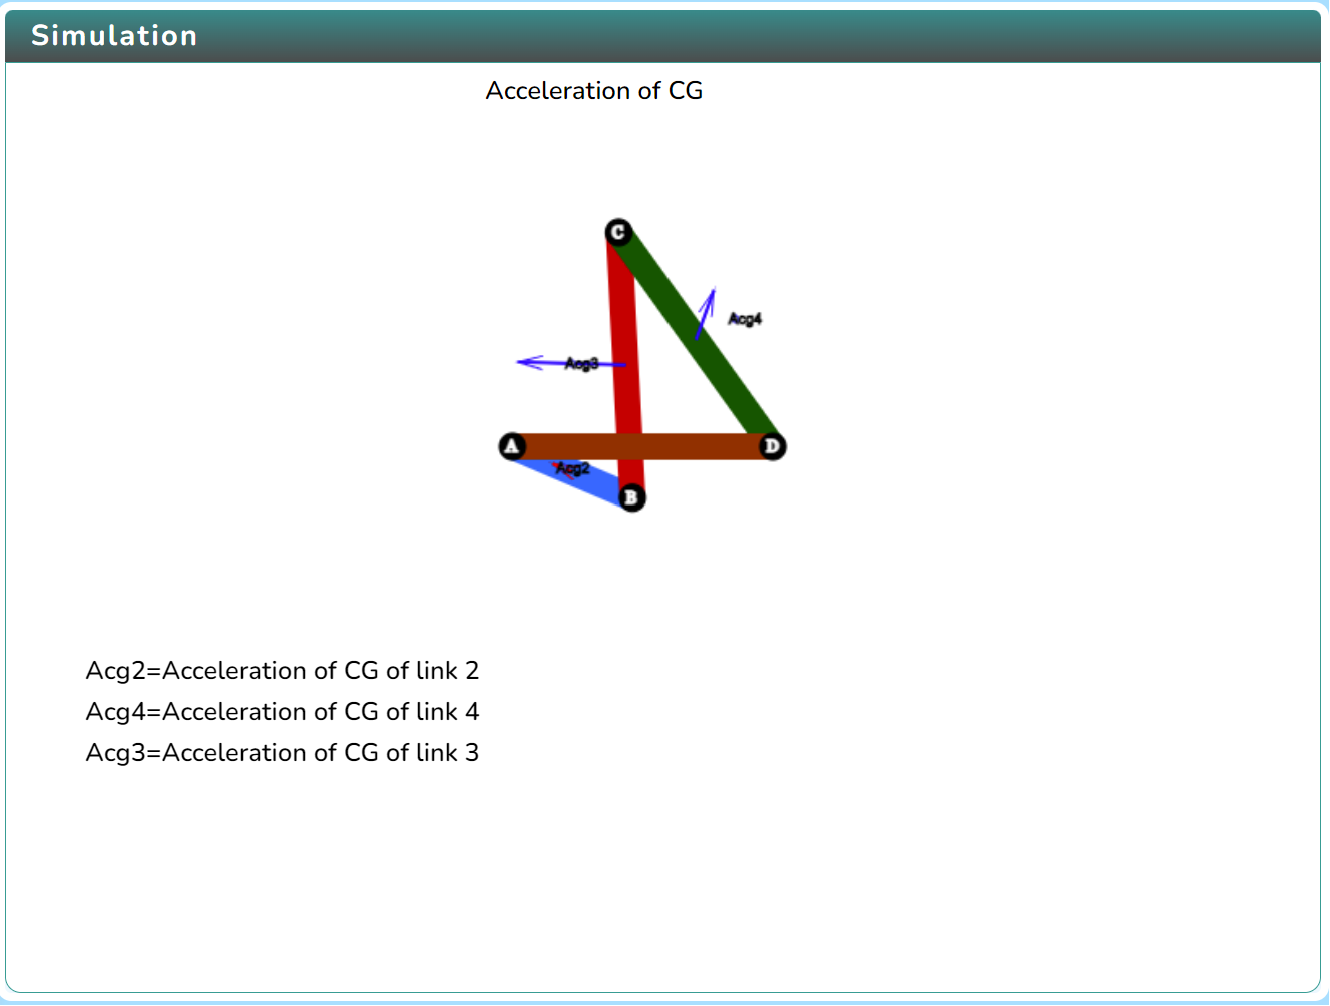 Simulation
Acceleration of CG
C
Acg4
Acg3
A
D
Acg2
B
Acg2=Acceleration of CG of link 2
Acg4=Acceleration of CG of link 4
Acg3=Acceleration of CG of link 3